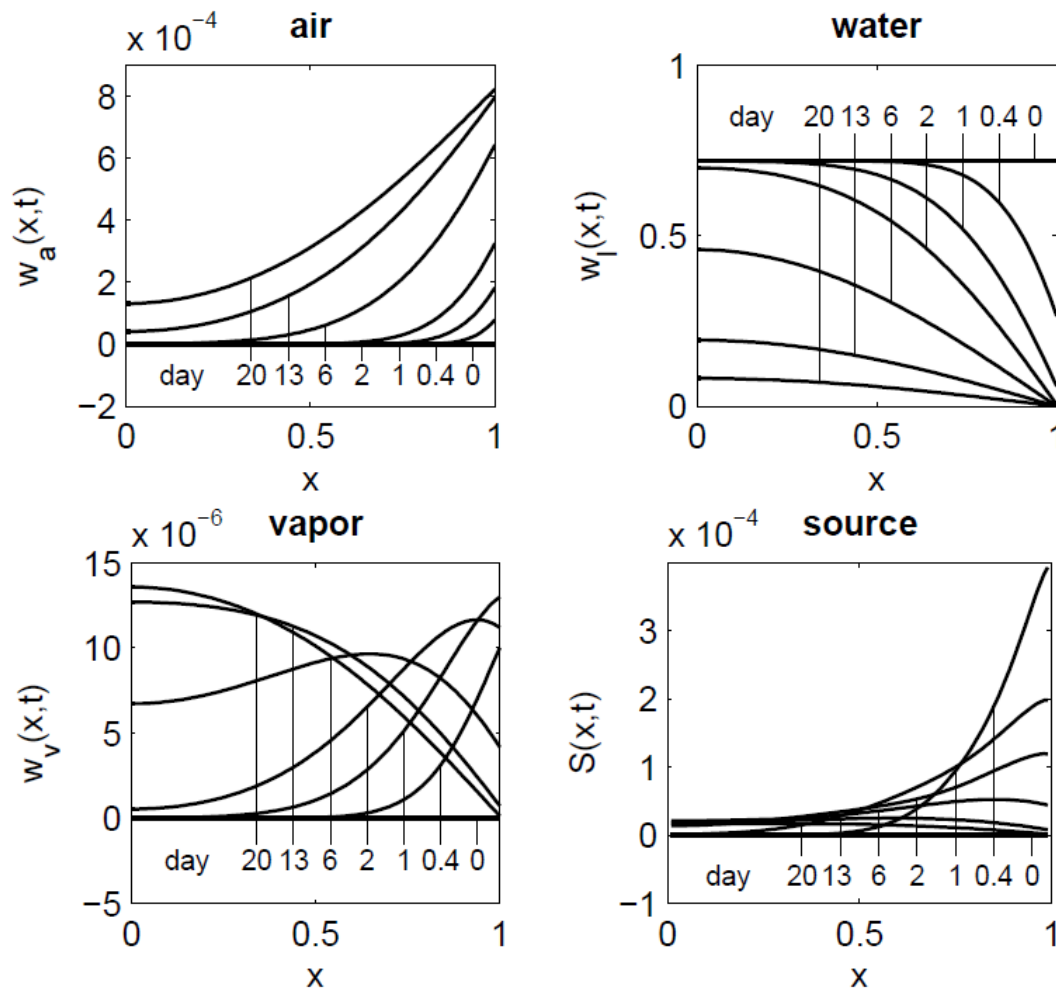 air
x 10⁻⁴
8
6
4
2
0
−2
day 20 13 6 2 1 0.4 0
0 0.5 1
x
wₐ(x,t)
water
1
0.5
0
day 20 13 6 2 1 0.4 0
0 0.5 1
x
wₗ(x,t)
vapor
x 10⁻⁶
15
10
5
0
−5
day 20 13 6 2 1 0.4 0
0 0.5 1
x
wᵥ(x,t)
source
x 10⁻⁴
3
2
1
0
−1
day 20 13 6 2 1 0.4 0
0 0.5 1
x
S(x,t)